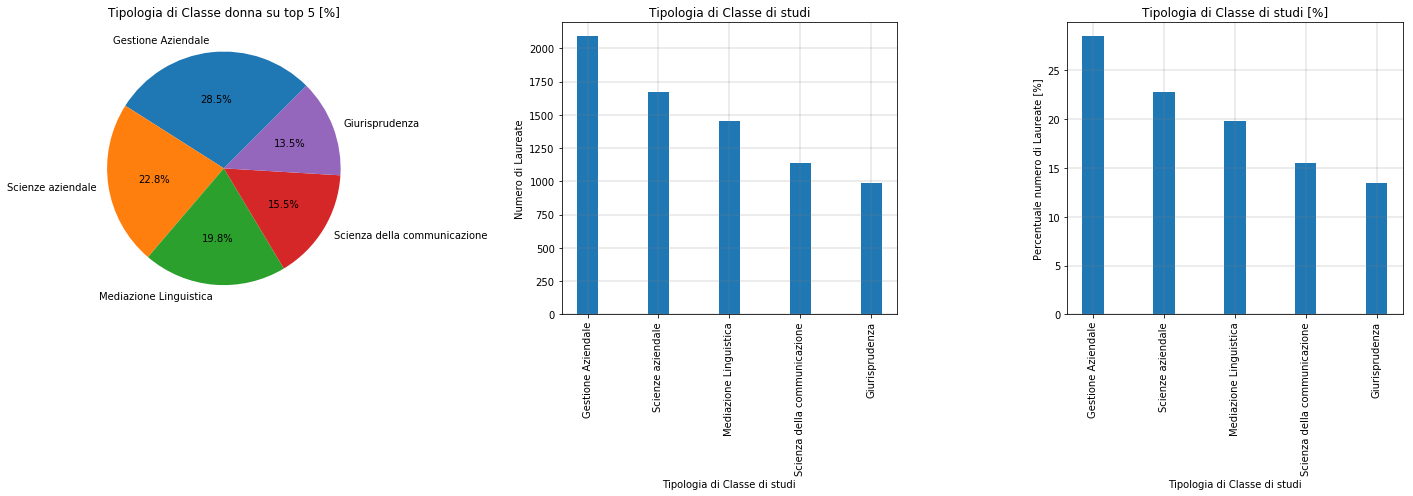 Tipologia di Classe donna su top 5 [%]
Gestione Aziendale
28.5%
Giurisprudenza
13.5%
22.8%
Scienze aziendale
15.5%
Scienza della communicazione
19.8%
Mediazione Linguistica
Tipologia di Classe di studi
Numero di Laureate
2000
1750
1500
1250
1000
750
500
250
0
Gestione Aziendale
Scienze aziendale
Mediazione Linguistica
Scienza della communicazione
Giurisprudenza
Tipologia di Classe di studi
Tipologia di Classe di studi [%]
Percentuale numero di Laureate [%]
25
20
15
10
5
0
Gestione Aziendale
Scienze aziendale
Mediazione Linguistica
Scienza della communicazione
Giurisprudenza
Tipologia di Classe di studi